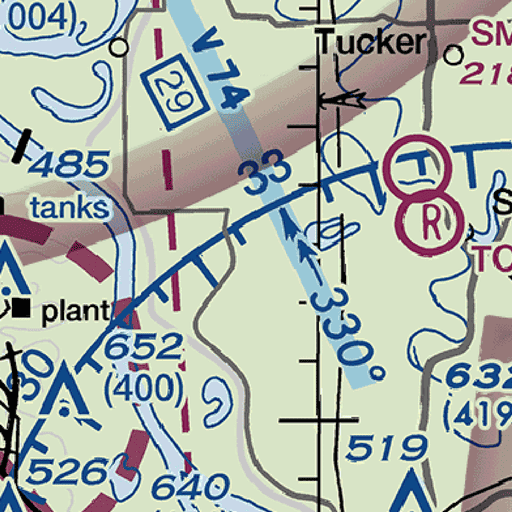 004)
V 74
Tucker
SM
218
29
485
33
tanks
R
S
TO
plant
330°
652
(400)
632
(419
519
526
640